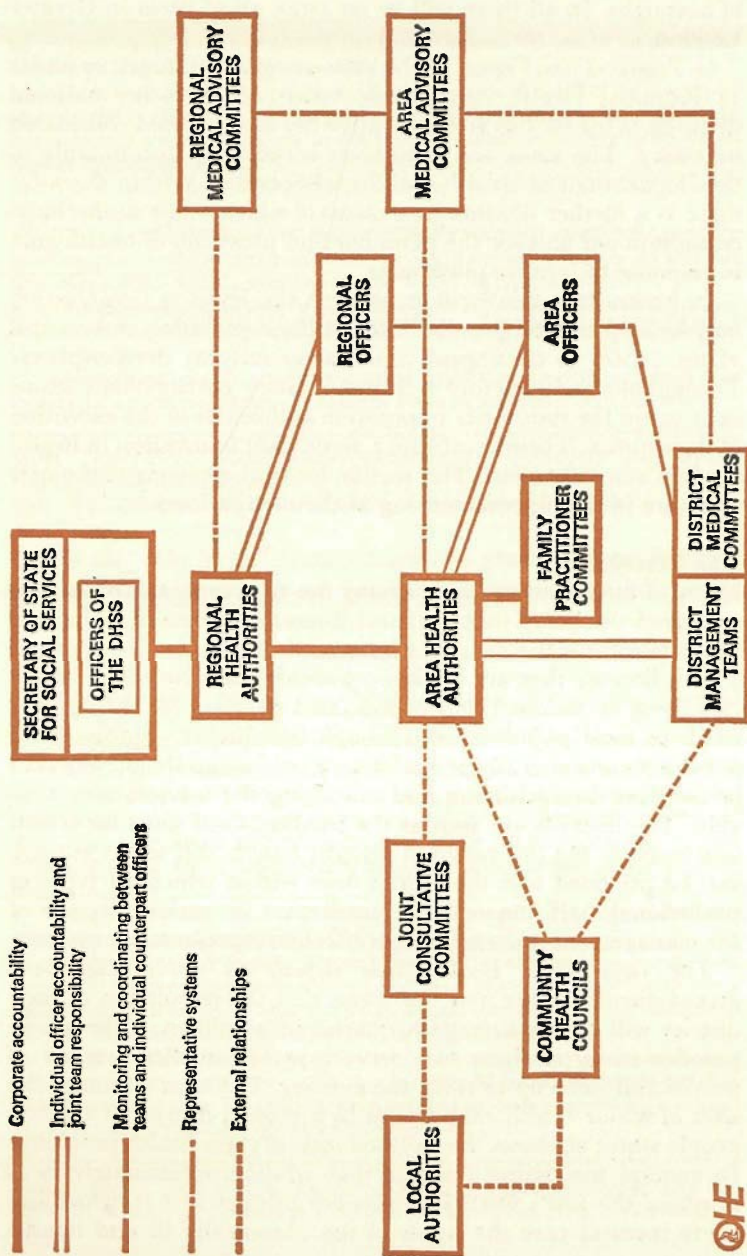 Corporate accountability
Individual officer accountability and
joint team responsibility
Monitoring and coordinating between
teams and individual counterpart officers
Representative systems
External relationships
SECRETARY OF STATE
FOR SOCIAL SERVICES
OFFICERS OF
THE DHSS
REGIONAL
MEDICAL ADVISORY
COMMITTEES
REGIONAL
HEALTH
AUTHORITIES
REGIONAL
OFFICERS
AREA
MEDICAL ADVISORY
COMMITTEES
LOCAL
AUTHORITIES
JOINT
CONSULTATIVE
COMMITTEES
AREA HEALTH
AUTHORITIES
FAMILY
PRACTITIONER
COMMITTEES
AREA
OFFICERS
COMMUNITY
HEALTH
COUNCILS
DISTRICT
MANAGEMENT
TEAMS
DISTRICT
MEDICAL
COMMITTEES
OHE